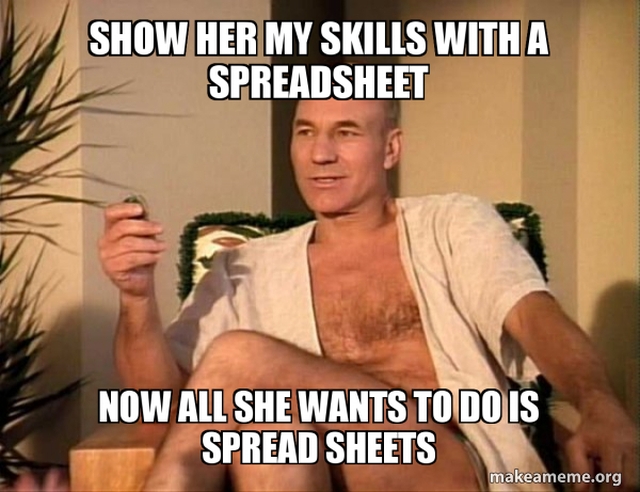 SHOW HER MY SKILLS WITH A
SPREADSHEET
NOW ALL SHE WANTS TO DO IS
SPREAD SHEETS
makeameme.org